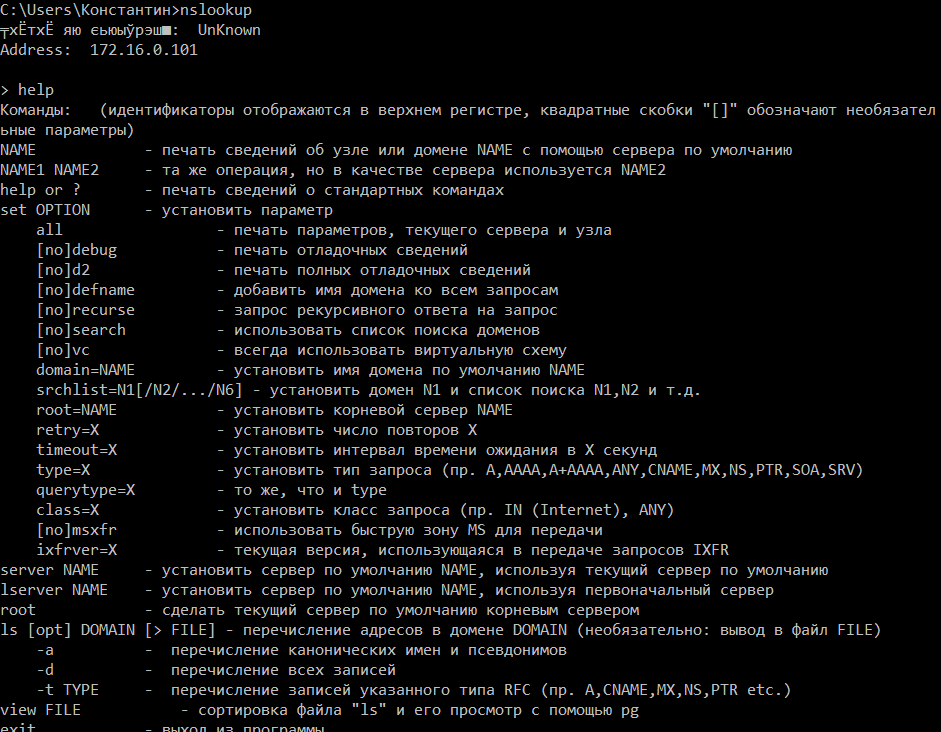 C:\Users\Константин>nslookup
╤хЁтхЁ яю єьюыўрэш■:  UnKnown
Address:  172.16.0.101
> help
Команды:   (идентификаторы отображаются в верхнем регистре, квадратные скобки "[]" обозначают необязател
ьные параметры)
NAME            - печать сведений об узле или домене NAME с помощью сервера по умолчанию
NAME1 NAME2     - та же операция, но в качестве сервера используется NAME2
help or ?       - печать сведений о стандартных командах
set OPTION      - установить параметр
    all                 - печать параметров, текущего сервера и узла
    [no]debug           - печать отладочных сведений
    [no]d2              - печать полных отладочных сведений
    [no]defname         - добавить имя домена ко всем запросам
    [no]recurse         - запрос рекурсивного ответа на запрос
    [no]search          - использовать список поиска доменов
    [no]vc              - всегда использовать виртуальную схему
    domain=NAME         - установить имя домена по умолчанию NAME
    srchlist=N1[/N2/.../N6] - установить домен N1 и список поиска N1,N2 и т.д.
    root=NAME           - установить корневой сервер NAME
    retry=X             - установить число повторов X
    timeout=X           - установить интервал времени ожидания в X секунд
    type=X              - установить тип запроса (пр. A,AAAA,A+AAAA,ANY,CNAME,MX,NS,PTR,SOA,SRV)
    querytype=X         - то же, что и type
    class=X             - установить класс запроса (пр. IN (Internet), ANY)
    [no]msxfr           - использовать быструю зону MS для передачи
    ixfrver=X           - текущая версия, использующаяся в передаче запросов IXFR
server NAME     - установить сервер по умолчанию NAME, используя текущий сервер по умолчанию
lserver NAME    - установить сервер по умолчанию NAME, используя первоначальный сервер
root            - сделать текущий сервер по умолчанию корневым сервером
ls [opt] DOMAIN [> FILE] - перечисление адресов в домене DOMAIN (необязательно: вывод в файл FILE)
    -a          -  перечисление канонических имен и псевдонимов
    -d          -  перечисление всех записей
    -t TYPE     -  перечисление записей указанного типа RFC (пр. A,CNAME,MX,NS,PTR etc.)
view FILE           - сортировка файла "ls" и его просмотр с помощью pg
exit            - выход из программы